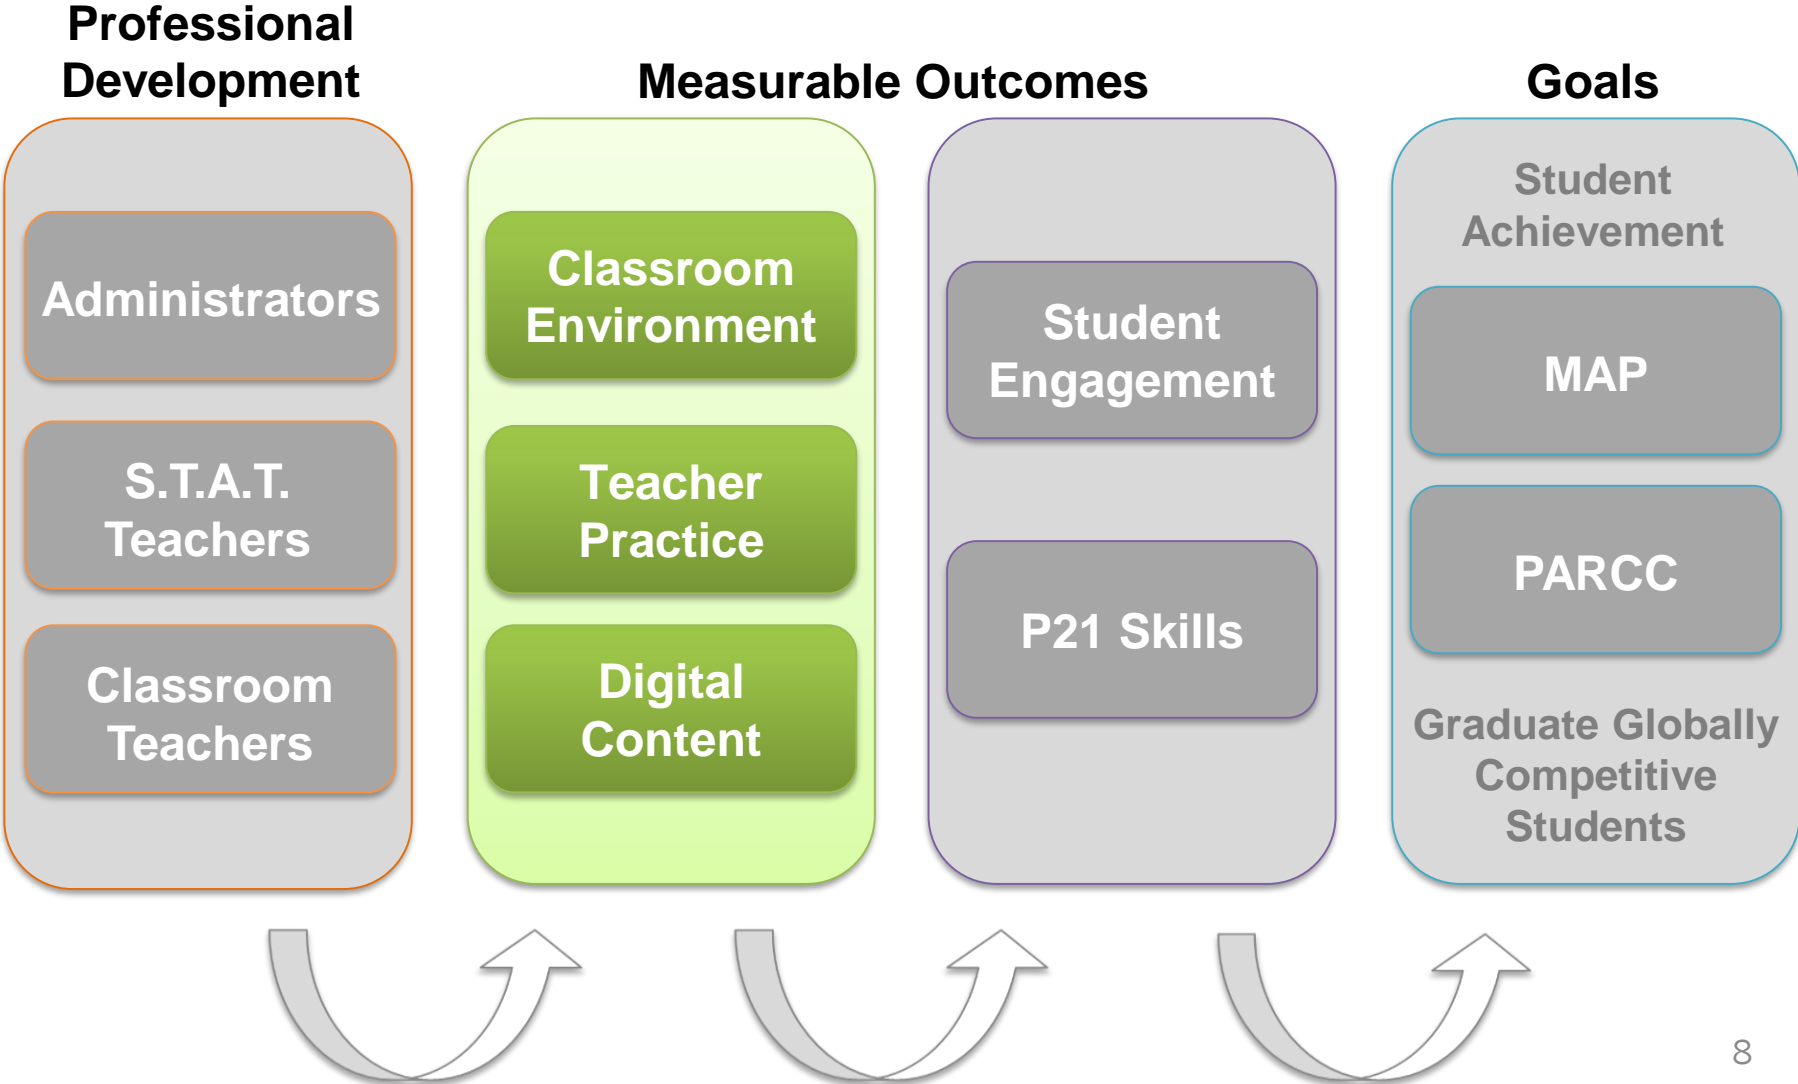 Professional
Development
Measurable Outcomes
Goals
Administrators
S.T.A.T.
Teachers
Classroom
Teachers
Classroom
Environment
Teacher
Practice
Digital
Content
Student
Engagement
P21 Skills
Student
Achievement
MAP
PARCC
Graduate Globally
Competitive
Students
8